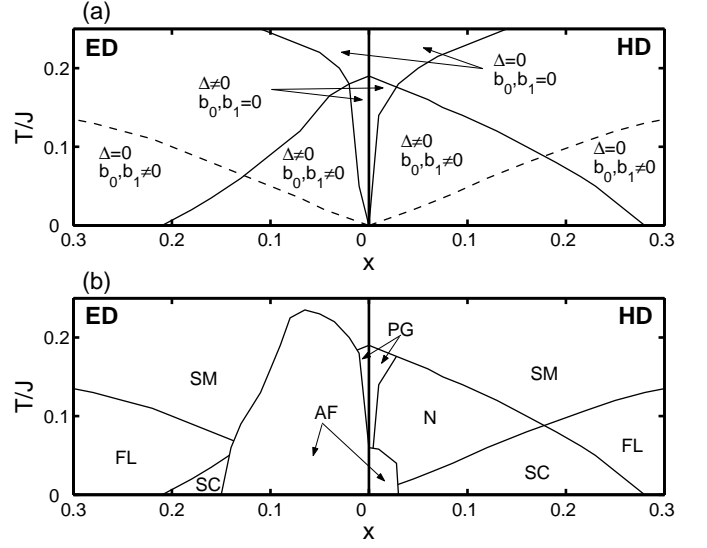 (a)
ED
HD
Δ=0
b0,b1=0
Δ≠0
b0,b1=0
Δ=0
b0,b1≠0
Δ≠0
b0,b1≠0
Δ≠0
b0,b1≠0
Δ=0
b0,b1≠0
T/J
0.2
0.1
0
0.3
0.2
0.1
0
0.1
0.2
0.3
x
(b)
ED
HD
PG
SM
SM
AF
N
FL
FL
SC
SC
T/J
0.2
0.1
0
0.3
0.2
0.1
0
0.1
0.2
0.3
x